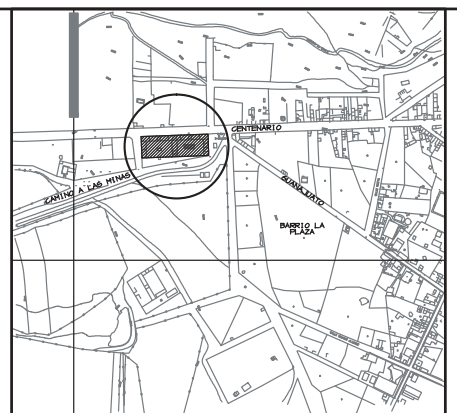 CENTENARIO
CAMINO A LAS MINAS
GUANAJUATO
BARRIO LA
PLAZA